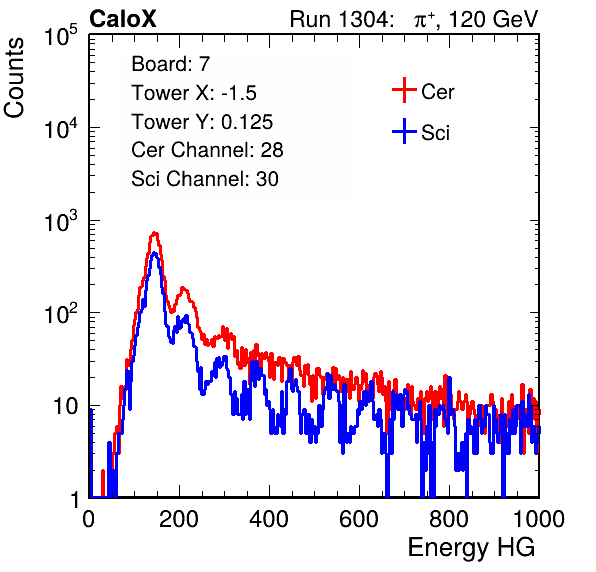 CaloX Run 1304: π⁺, 120 GeV
Counts
Board: 7
Tower X: -1.5
Tower Y: 0.125
Cer Channel: 28
Sci Channel: 30
Cer
Sci
10⁵
10⁴
10³
10²
10
1
0 200 400 600 800 1000
Energy HG